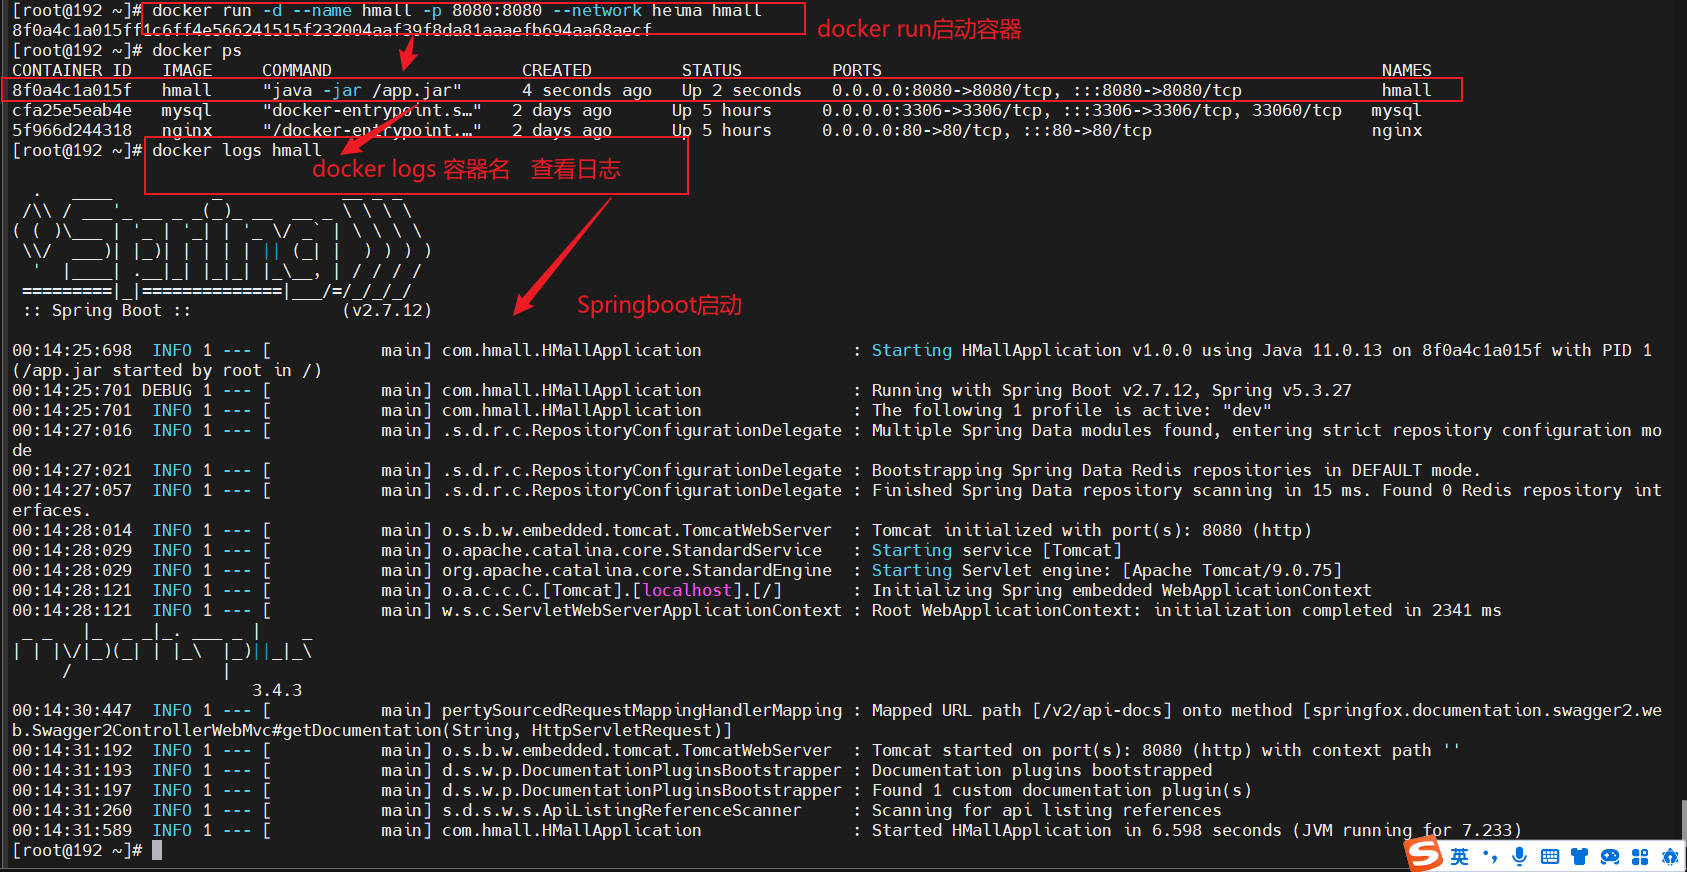 [root@192 ~]# docker run -d --name hmall -p 8080:8080 --network heima hmall
8f0a4c1a015ff1c6ff4e566241515f232004aaf39f8da81aaaefb694aa68aecf
docker run启动容器
[root@192 ~]# docker ps
CONTAINER ID   IMAGE     COMMAND                   CREATED         STATUS         PORTS                                                  NAMES
8f0a4c1a015f   hmall     "java -jar /app.jar"      4 seconds ago   Up 2 seconds   0.0.0.0:8080->8080/tcp, :::8080->8080/tcp              hmall
cfa25e5eab4e   mysql     "docker-entrypoint.s…"   2 days ago      Up 5 hours     0.0.0.0:3306->3306/tcp, :::3306->3306/tcp, 33060/tcp   mysql
5f966d244318   nginx     "/docker-entrypoint.…"   2 days ago      Up 5 hours     0.0.0.0:80->80/tcp, :::80->80/tcp                      nginx
[root@192 ~]# docker logs hmall
docker logs 容器名   查看日志
Spring
:: Spring Boot ::               (v2.7.12)
Springboot启动
00:14:25:698  INFO 1 --- [           main] com.hmall.HMallApplication               : Starting HMallApplication v1.0.0 using Java 11.0.13 on 8f0a4c1a015f with PID 1
(/app.jar started by root in /)
00:14:25:701 DEBUG 1 --- [           main] com.hmall.HMallApplication               : Running with Spring Boot v2.7.12, Spring v5.3.27
00:14:25:701  INFO 1 --- [           main] com.hmall.HMallApplication               : The following 1 profile is active: "dev"
00:14:27:016  INFO 1 --- [           main] .s.d.r.c.RepositoryConfigurationDelegate : Multiple Spring Data modules found, entering strict repository configuration mo
de
00:14:27:021  INFO 1 --- [           main] .s.d.r.c.RepositoryConfigurationDelegate : Bootstrapping Spring Data Redis repositories in DEFAULT mode.
00:14:27:057  INFO 1 --- [           main] .s.d.r.c.RepositoryConfigurationDelegate : Finished Spring Data repository scanning in 15 ms. Found 0 Redis repository int
erfaces.
00:14:28:014  INFO 1 --- [           main] o.s.b.w.embedded.tomcat.TomcatWebServer  : Tomcat initialized with port(s): 8080 (http)
00:14:28:029  INFO 1 --- [           main] o.apache.catalina.core.StandardService   : Starting service [Tomcat]
00:14:28:029  INFO 1 --- [           main] org.apache.catalina.core.StandardEngine  : Starting Servlet engine: [Apache Tomcat/9.0.75]
00:14:28:121  INFO 1 --- [           main] o.a.c.c.C.[Tomcat].[localhost].[/]       : Initializing Spring embedded WebApplicationContext
00:14:28:121  INFO 1 --- [           main] w.s.c.ServletWebServerApplicationContext : Root WebApplicationContext: initialization completed in 2341 ms
mybatis plus
3.4.3
00:14:30:447  INFO 1 --- [           main] pertySourcedRequestMappingHandlerMapping : Mapped URL path [/v2/api-docs] onto method [springfox.documentation.swagger2.we
b.Swagger2ControllerWebMvc#getDocumentation(String, HttpServletRequest)]
00:14:31:192  INFO 1 --- [           main] o.s.b.w.embedded.tomcat.TomcatWebServer  : Tomcat started on port(s): 8080 (http) with context path ''
00:14:31:193  INFO 1 --- [           main] d.s.w.p.DocumentationPluginsBootstrapper : Documentation plugins bootstrapped
00:14:31:197  INFO 1 --- [           main] d.s.w.p.DocumentationPluginsBootstrapper : Found 1 custom documentation plugin(s)
00:14:31:260  INFO 1 --- [           main] s.d.s.w.s.ApiListingReferenceScanner     : Scanning for api listing references
00:14:31:589  INFO 1 --- [           main] com.hmall.HMallApplication               : Started HMallApplication in 6.598 seconds (JVM running for 7.233)
[root@192 ~]#
S 英